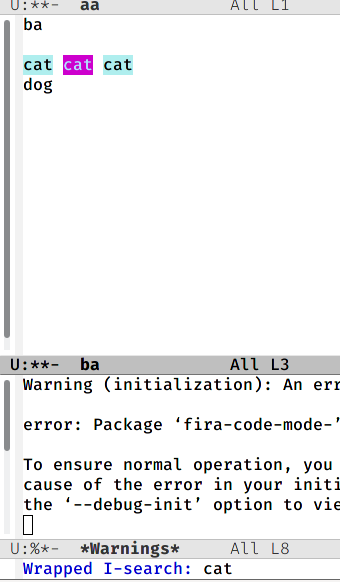 U:**-  aa              All L1
ba
cat cat cat
dog
U:**-  ba             All L3
Warning (initialization): An err
error: Package ‘fira-code-mode-’
To ensure normal operation, you
cause of the error in your initi
the ‘--debug-init’ option to vie
U:%*-  *Warnings*     All L8
Wrapped I-search: cat